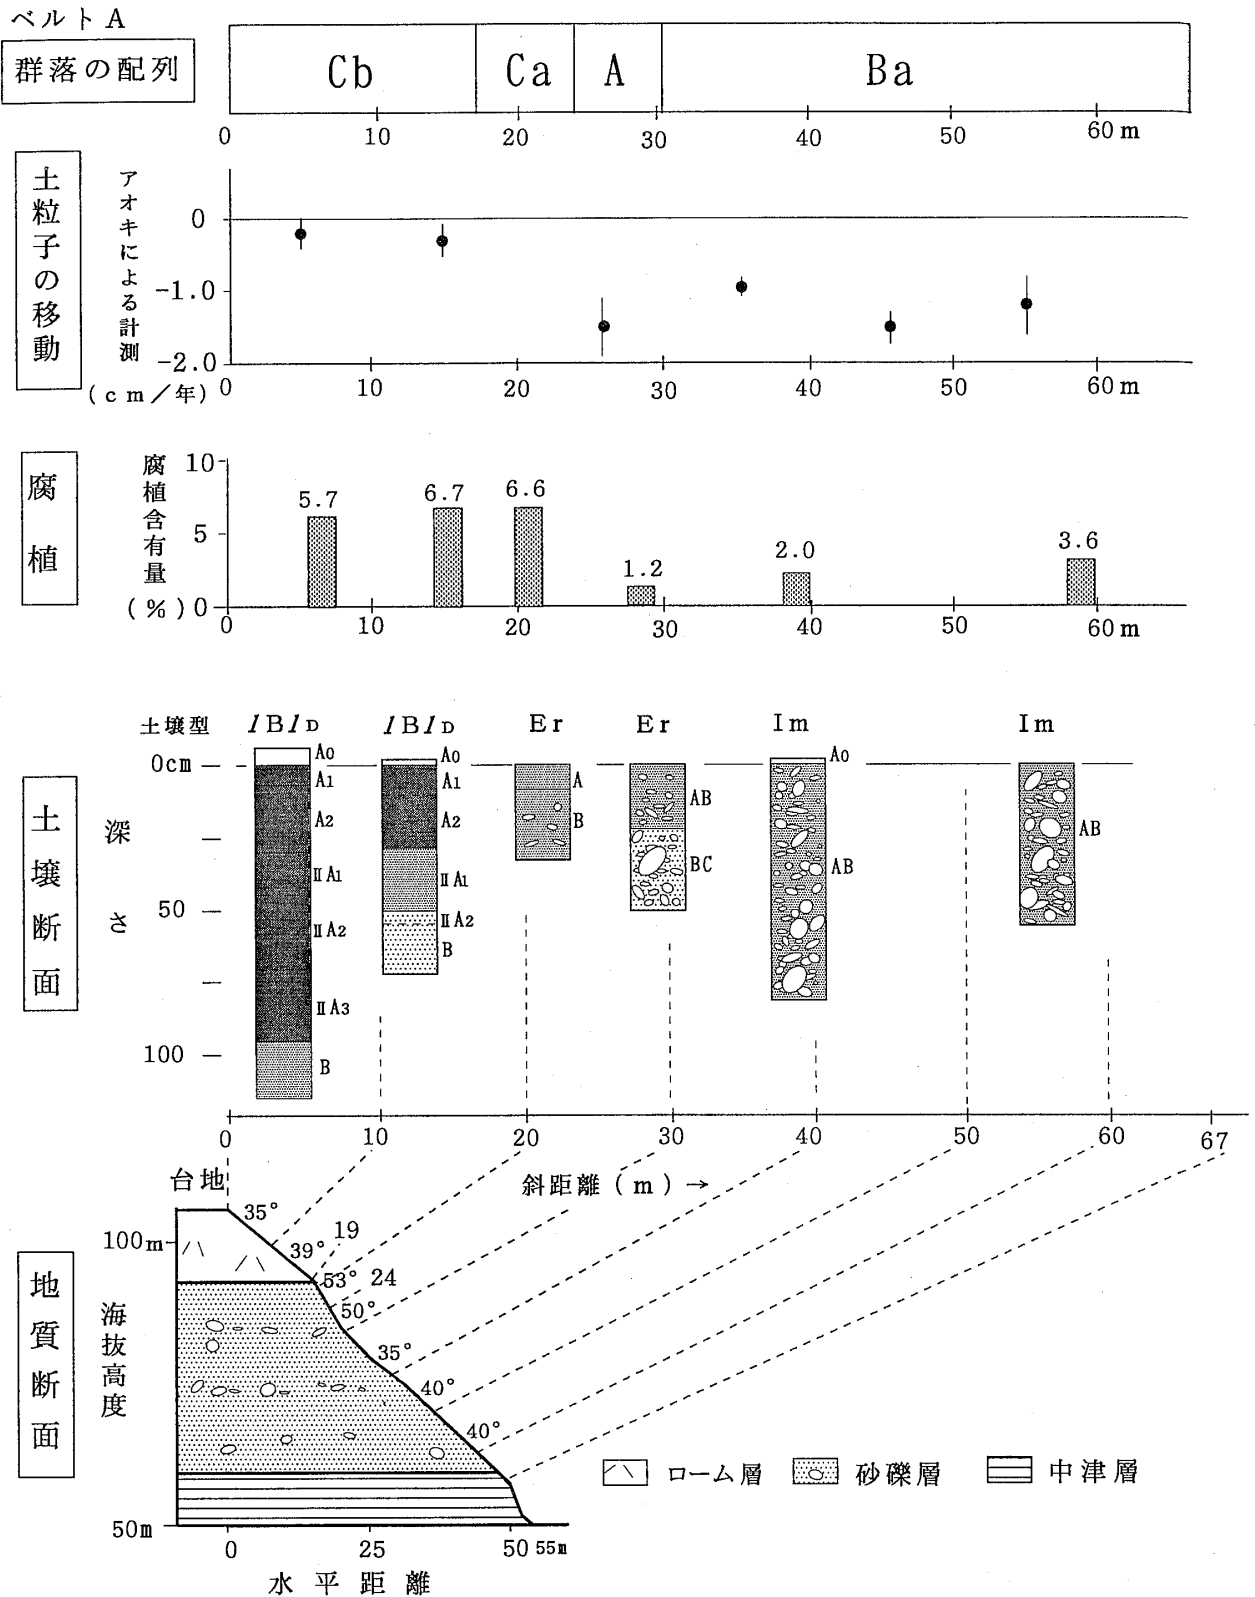 ベルトA
群落の配列
Cb Ca A Ba
0 10 20 30 40 50 60m
土粒子の移動
アオキによる計測
(cm/年)
0
-1.0
-2.0
0 10 20 30 40 50 60m
腐植
腐植含有量
(%)
10
5
0
5.7 6.7 6.6 1.2 2.0 3.6
0 10 20 30 40 50 60m
土壌断面
土壌型 lBlD lBlD Er Er Im Im
深さ
0cm
50
100
A0
A1
A2
ⅡA1
ⅡA2
ⅡA3
B
A0
A1
A2
ⅡA1
ⅡA2
B
A
B
AB
BC
A0
AB
AB
0 10 20 30 40 50 60 67
斜距離(m)→
地質断面
海抜高度
台地
100m
50m
35°
39°
19
53°
24
50°
35°
40°
40°
ローム層 砂礫層 中津層
0 25 50 55m
水平距離